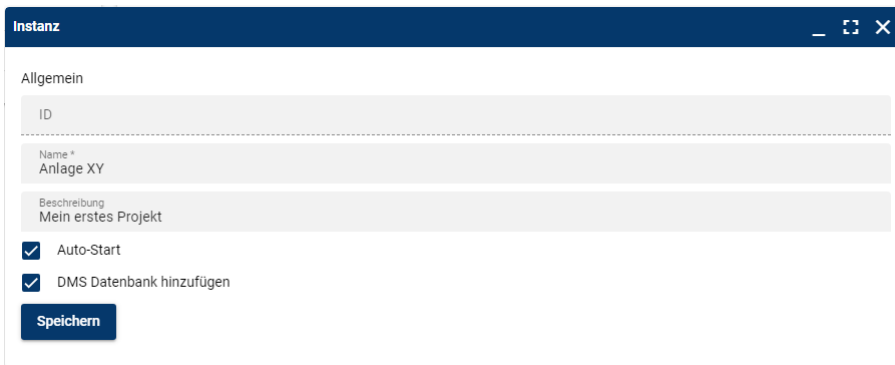 Instanz
Allgemein
ID
Name *
Anlage XY
Beschreibung
Mein erstes Projekt
Auto-Start
DMS Datenbank hinzufügen
Speichern